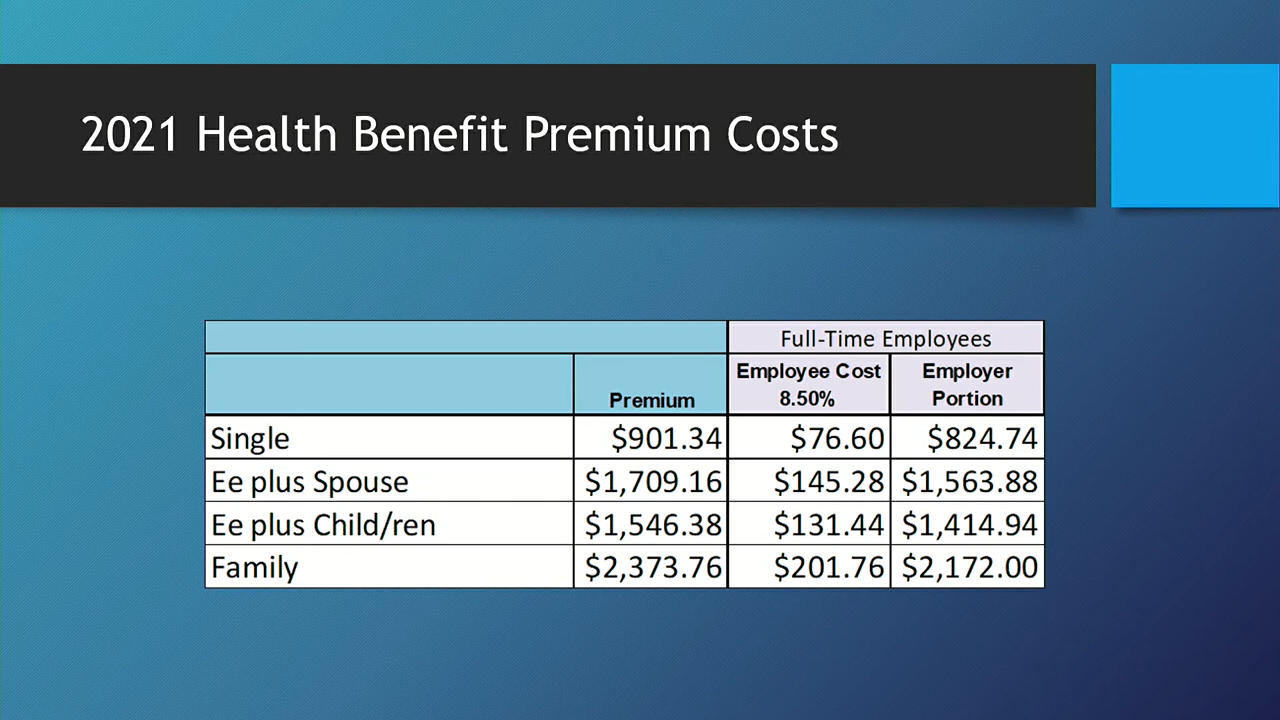 2021 Health Benefit Premium Costs
Full-Time Employees
Premium Employee Cost 8.50% Employer Portion
Single $901.34 $76.60 $824.74
Ee plus Spouse $1,709.16 $145.28 $1,563.88
Ee plus Child/ren $1,546.38 $131.44 $1,414.94
Family $2,373.76 $201.76 $2,172.00